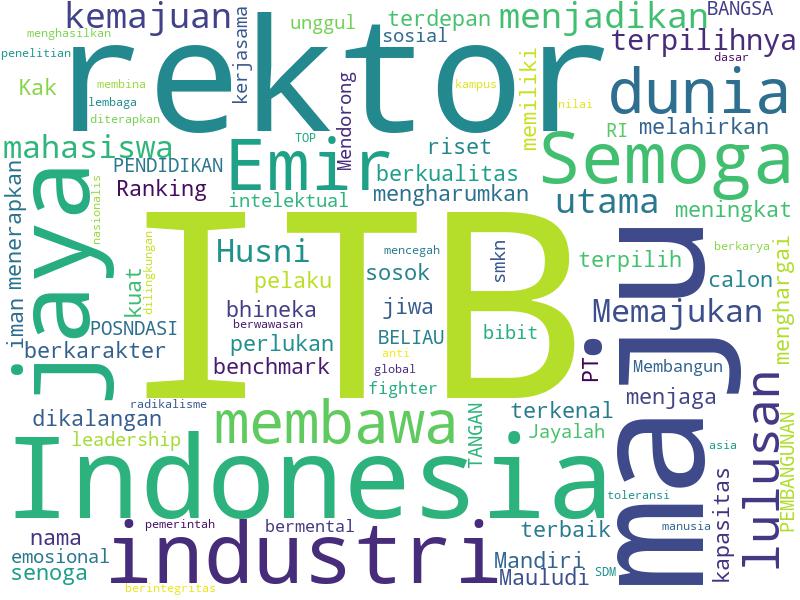 kemajuan
unggul
terdepan
menjadikan
BANGSA
menghasilkan
kerjasama
sosial
terpilihnya
rektor
penelitian
dasar
Kak
membina
kampus
memiliki
dunia
lembaga
nilai
diterapkan
Mendorong
RI
melahirkan
mahasiswa
TOP
riset
Semoga
PENDIDIKAN
Emir
berkualitas
Ranking
mengharumkan
intelektual
utama
meningkat
iman
menerapkan
jaya
nasionalis
ITB
Husni
mencegah
smkn
terpilih
berkarya
kuat
dilingkungan
pelaku
sosok
calon
menghargai
bhineka
jiwa
maju
Memajukan
POSNDASI
berwawasan
BELIAU
bibit
berkarakter
perlukan
anti
benchmark
global
PT
Membangun
fighter
menjaga
radikalisme
dikalangan
membawa
TANGAN
terkenal
lulusan
leadership
Jayalah
PEMBANGUNAN
Indonesia
asia
kapasitas
toleransi
nama
pemerintah
bermental
terbaik
manusia
emosional
industri
Mandiri
senoga
Mauludi
SDM
berintegritas